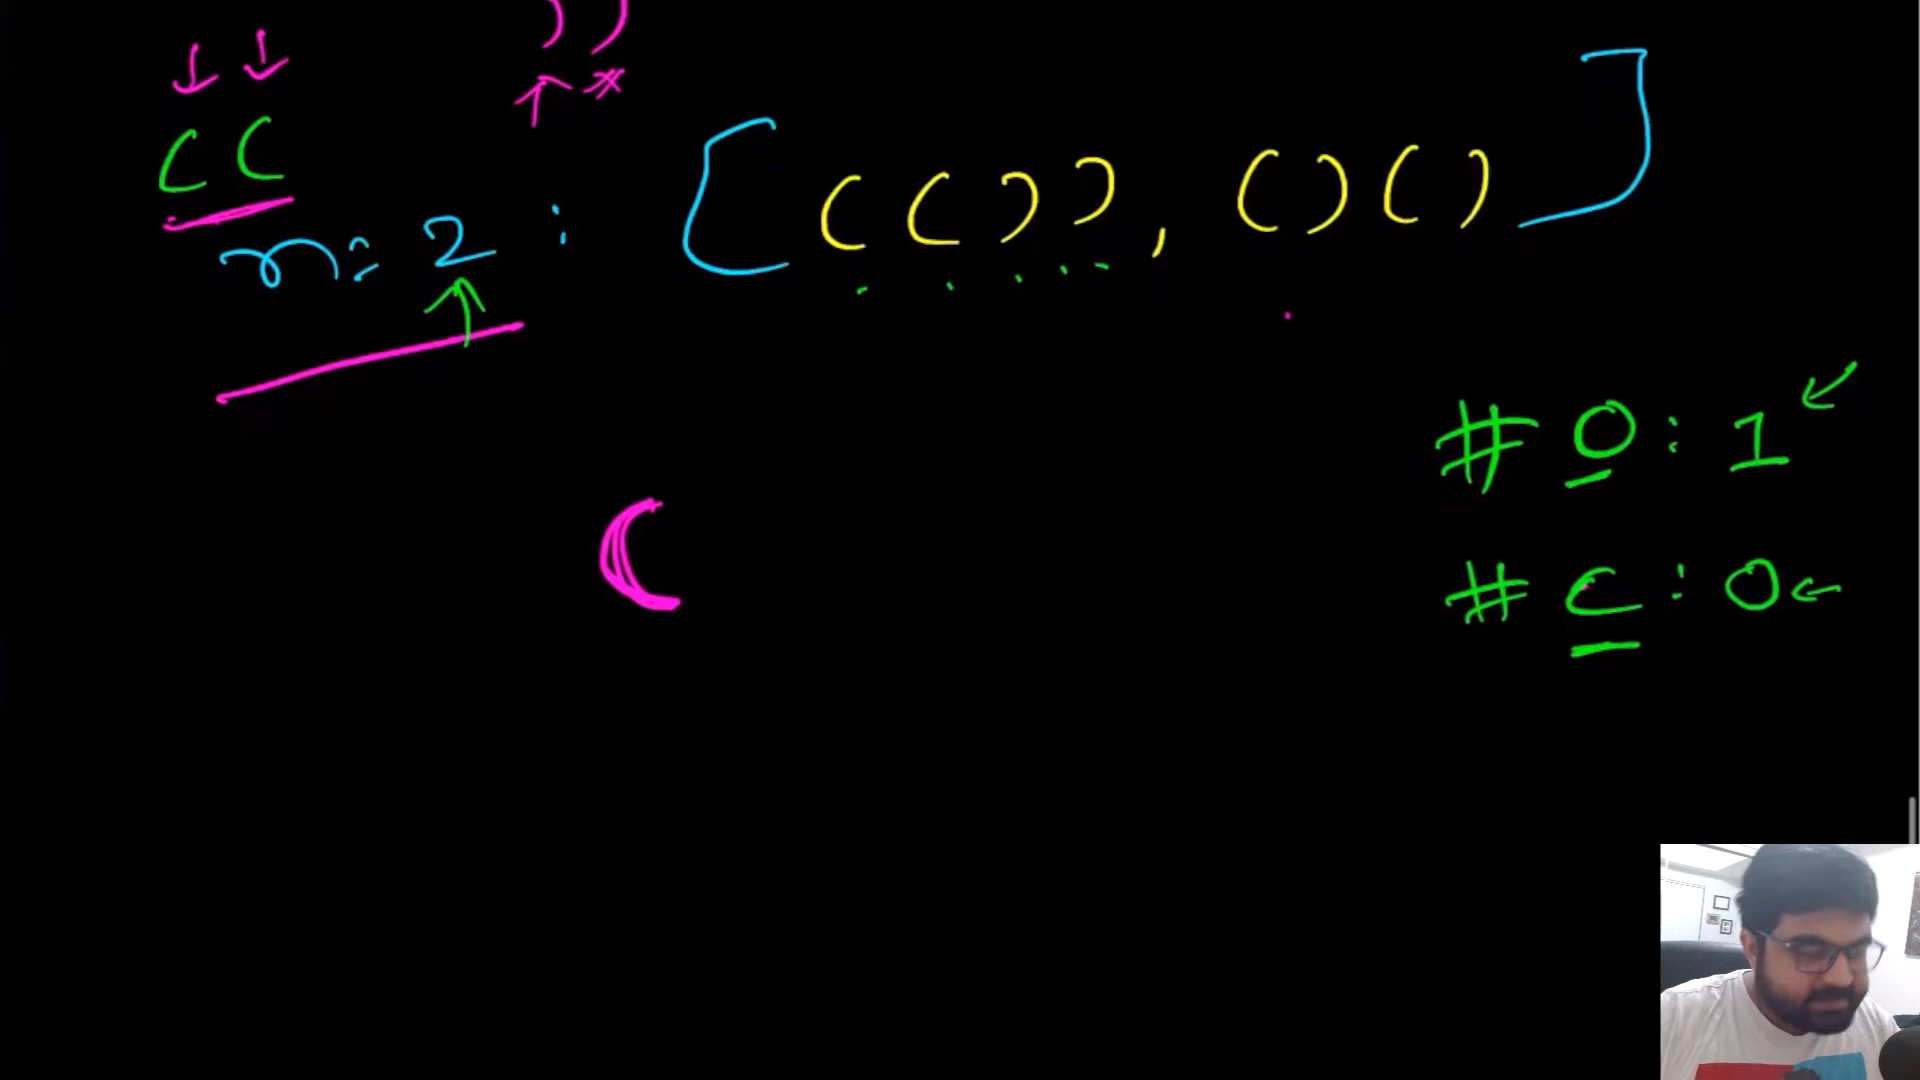 ))
((
n = 2 : [ (()), ()() ]
# O : 1
(
# C : 0